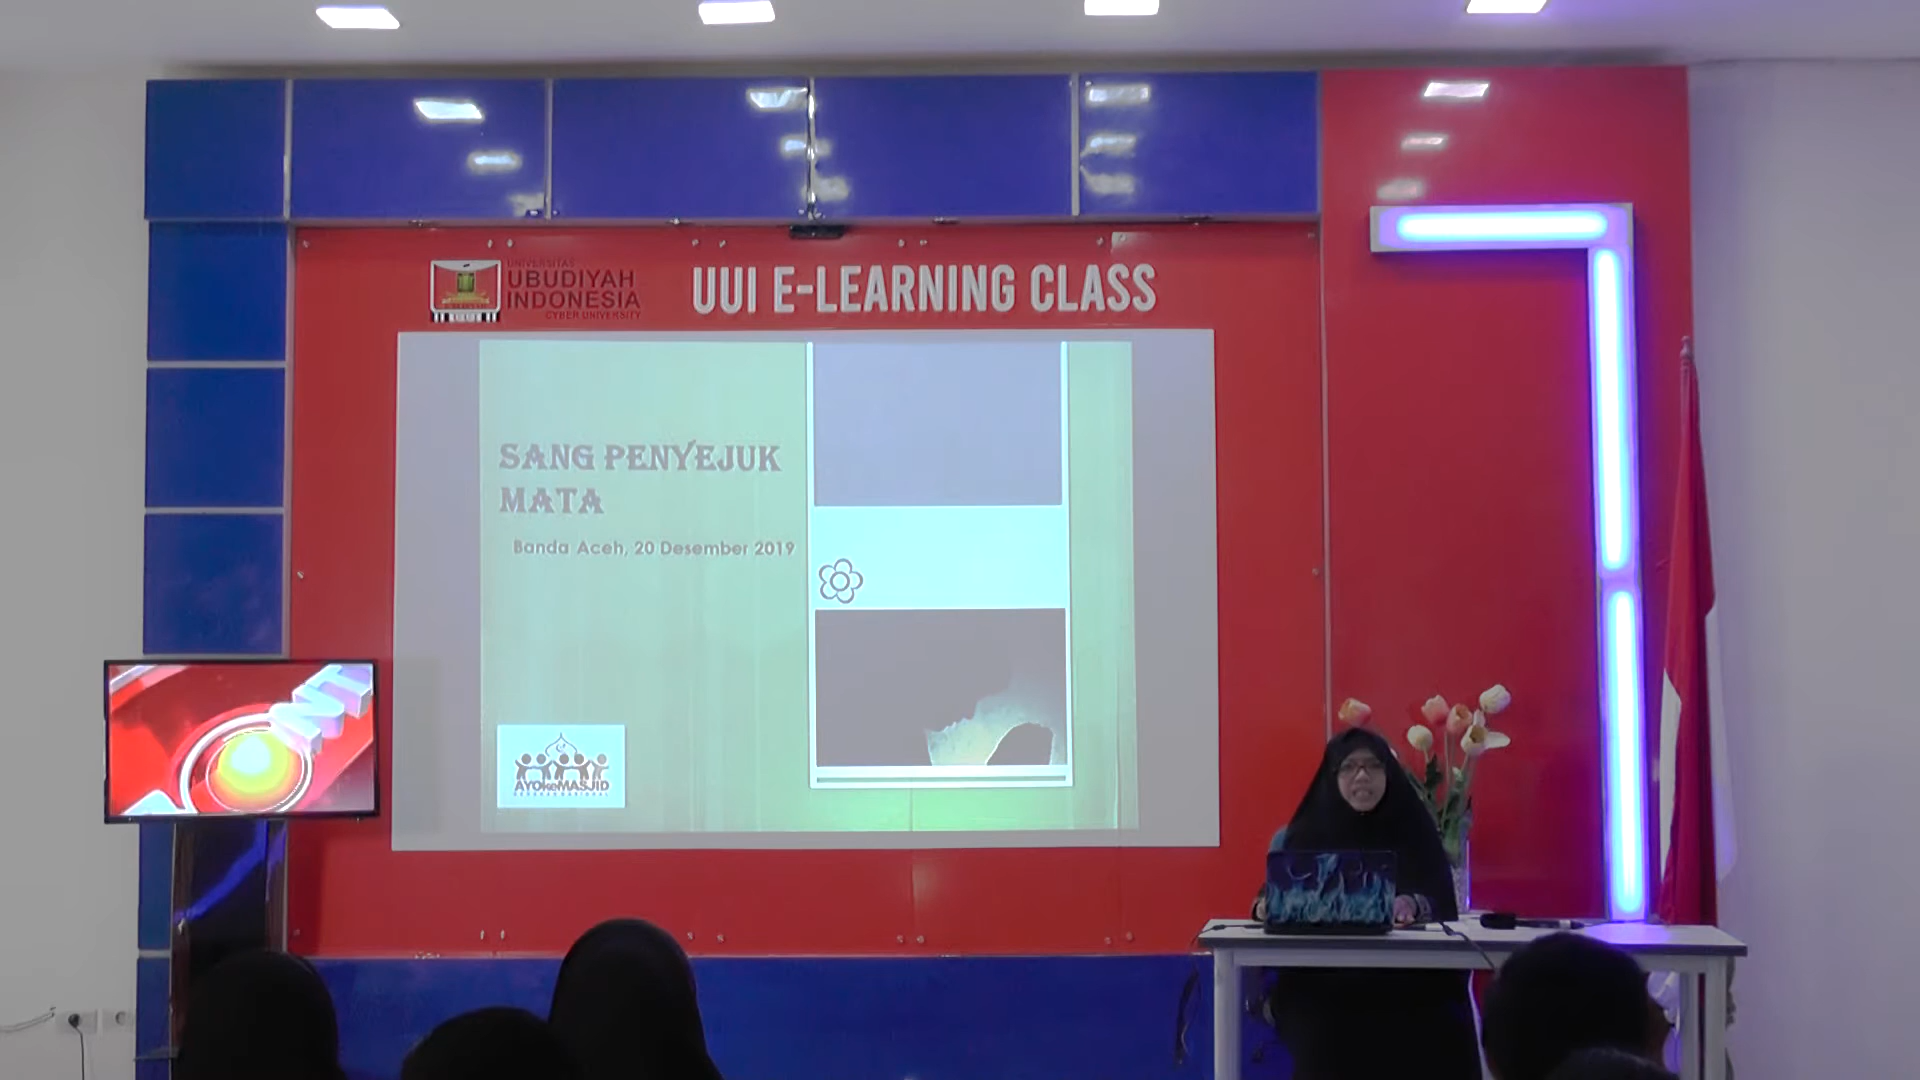 UNIVERSITAS
UBUDIYAH
INDONESIA
CYBER UNIVERSITY
UUI E-LEARNING CLASS
SANG PENYEJUK
MATA
Banda Aceh, 20 Desember 2019
AYOkeMASJID